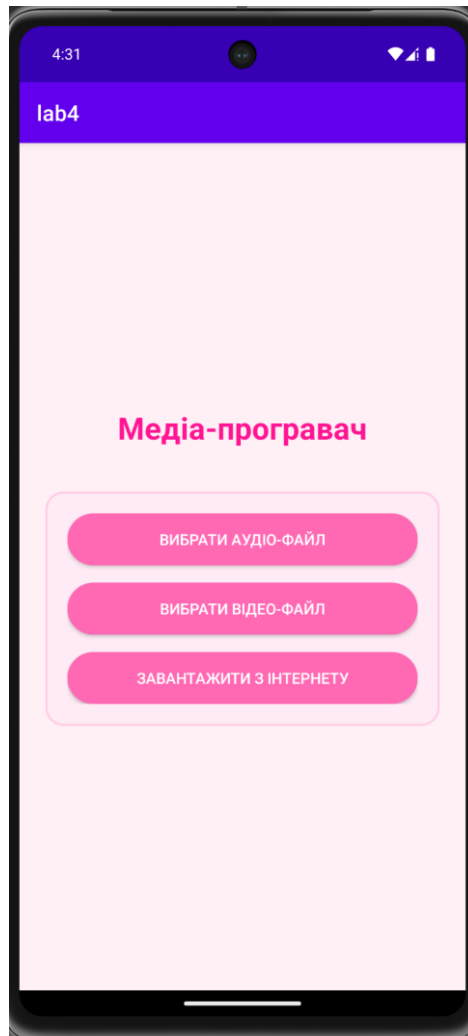 4:31
lab4
Медіа-програвач
ВИБРАТИ АУДІО-ФАЙЛ
ВИБРАТИ ВІДЕО-ФАЙЛ
ЗАВАНТАЖИТИ З ІНТЕРНЕТУ